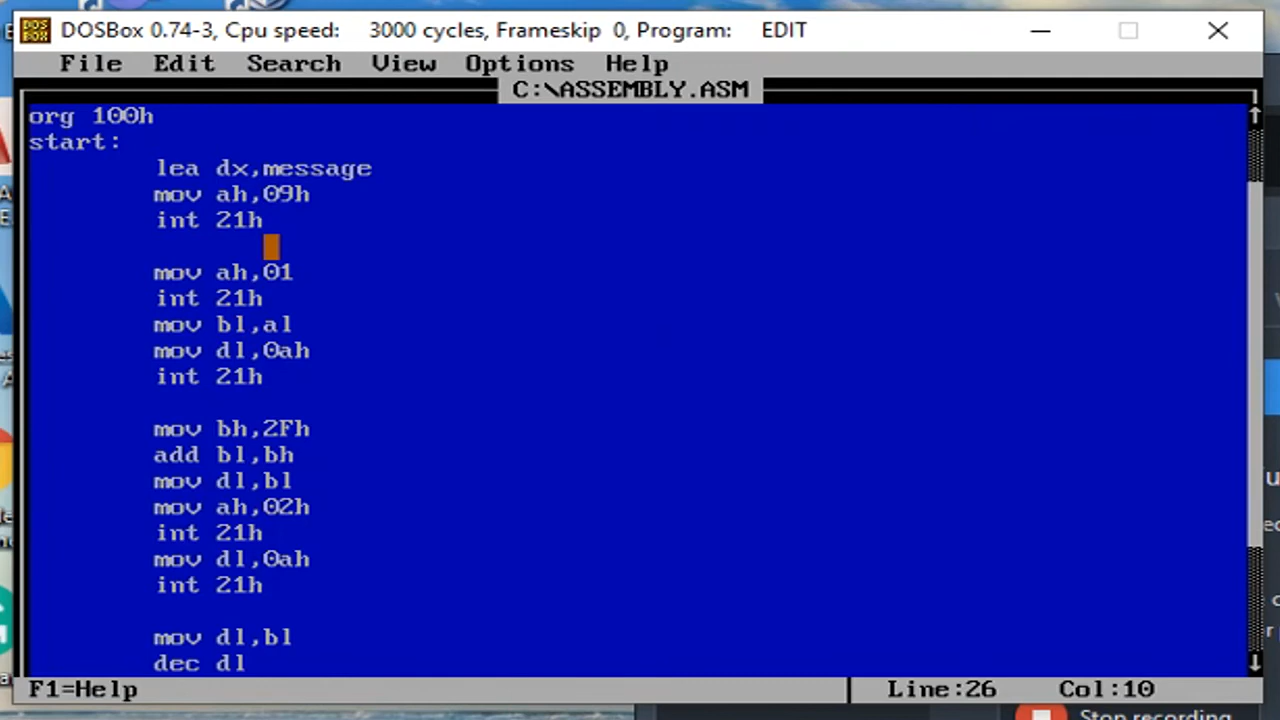 DOSBox 0.74-3, Cpu speed: 3000 cycles, Frameskip 0, Program: EDIT
File Edit Search View Options Help
C:\ASSEMBLY.ASM
org 100h
start:
lea dx,message
mov ah,09h
int 21h
mov ah,01
int 21h
mov bl,al
mov dl,0ah
int 21h
mov bh,2Fh
add bl,bh
mov dl,bl
mov ah,02h
int 21h
mov dl,0ah
int 21h
mov dl,bl
dec dl
F1=Help Line:26 Col:10
Stop recording